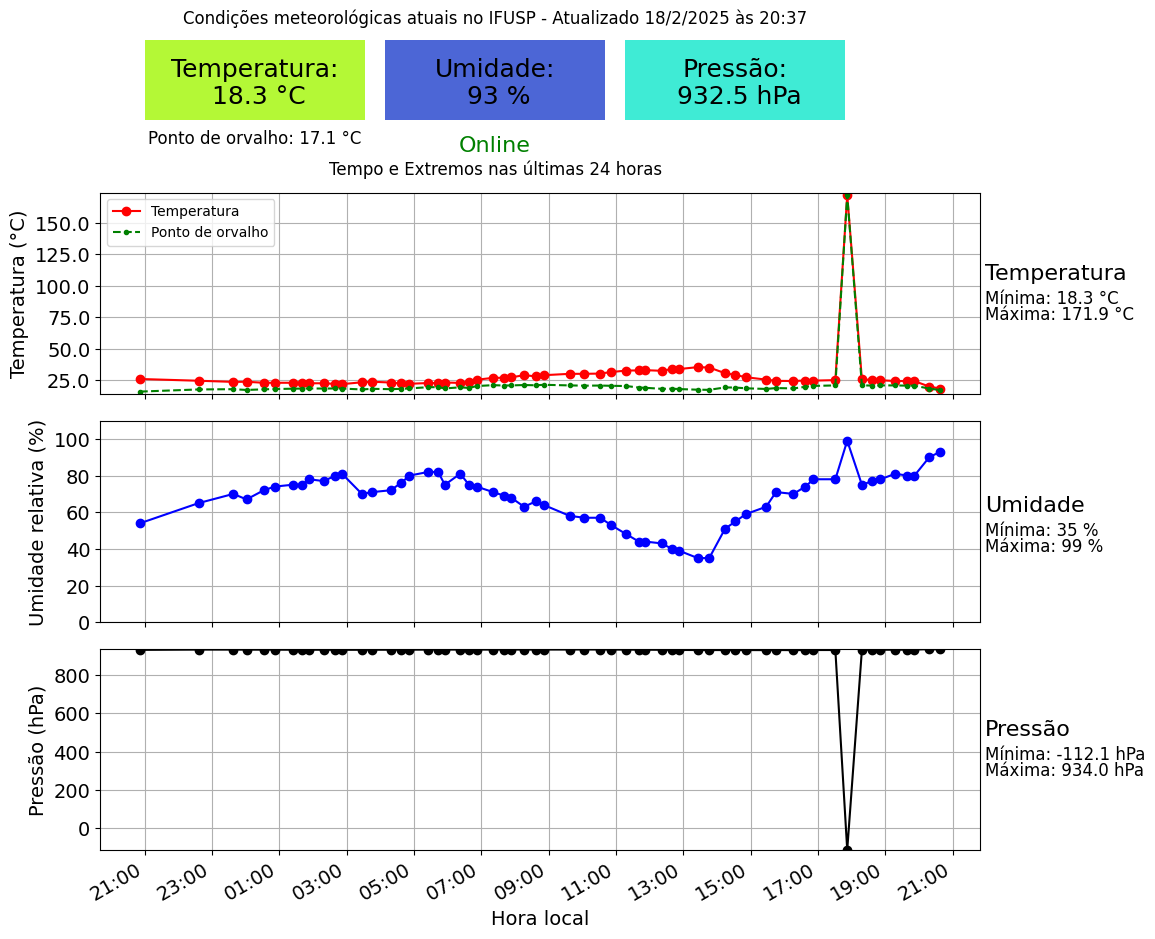 Condições meteorológicas atuais no IFUSP - Atualizado 18/2/2025 às 20:37
Temperatura:
18.3 °C
Umidade:
93 %
Pressão:
932.5 hPa
Ponto de orvalho: 17.1 °C
Online
Tempo e Extremos nas últimas 24 horas
Temperatura (°C)
150.0
125.0
100.0
75.0
50.0
25.0
Temperatura
Ponto de orvalho
Temperatura
Mínima: 18.3 °C
Máxima: 171.9 °C
Umidade relativa (%)
100
80
60
40
20
0
Umidade
Mínima: 35 %
Máxima: 99 %
Pressão (hPa)
800
600
400
200
0
Pressão
Mínima: -112.1 hPa
Máxima: 934.0 hPa
21:00
23:00
01:00
03:00
05:00
07:00
09:00
11:00
13:00
15:00
17:00
19:00
21:00
Hora local